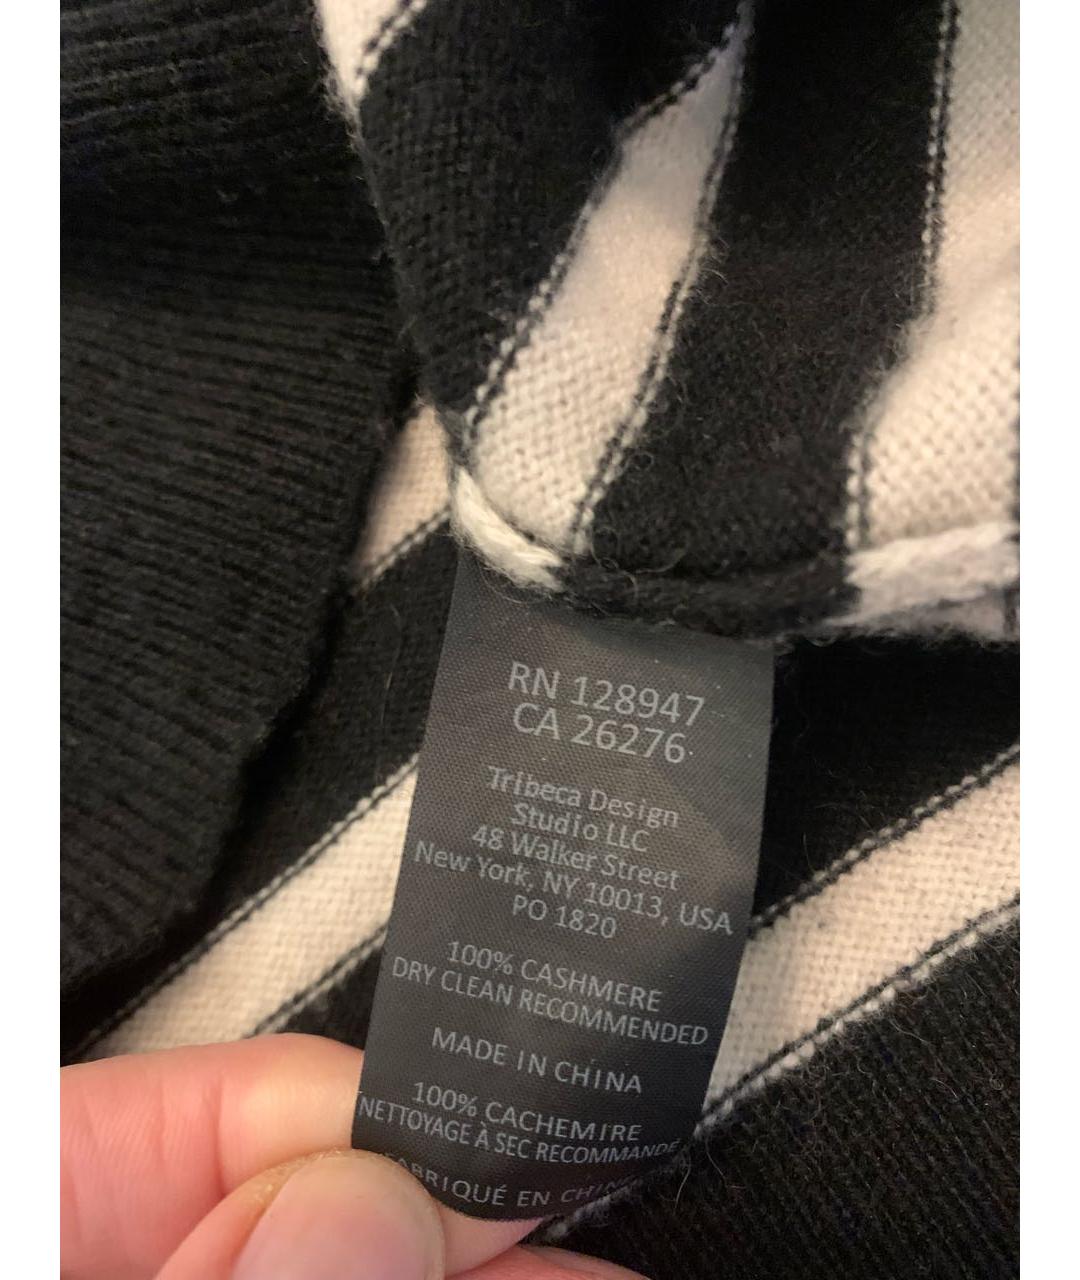 RN 128947
CA 26276
Tribeca Design
Studio LLC
48 Walker Street
New York, NY 10013, USA
PO 1820
100% CASHMERE
DRY CLEAN RECOMMENDED
MADE IN CHINA
100% CACHEMIRE
NETTOYAGE À SEC RECOMMANDÉ
FABRIQUÉ EN CHINE